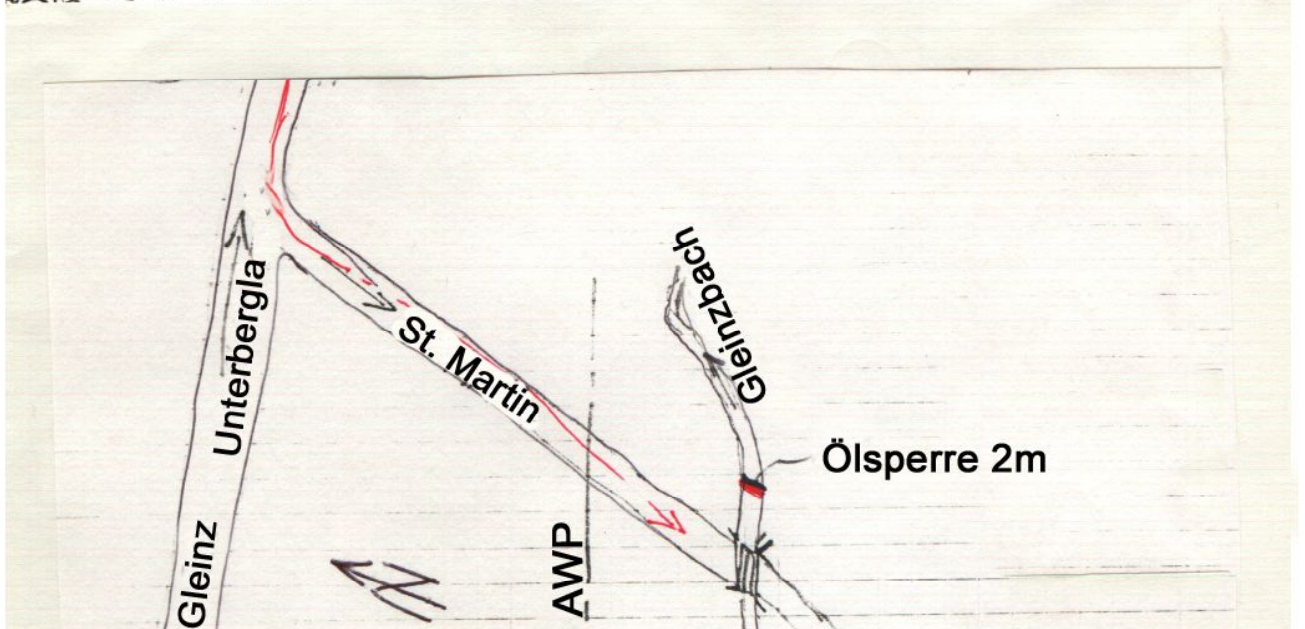 Unterbergla
Gleinz
St. Martin
AWP
Gleinzbach
Ölsperre 2m